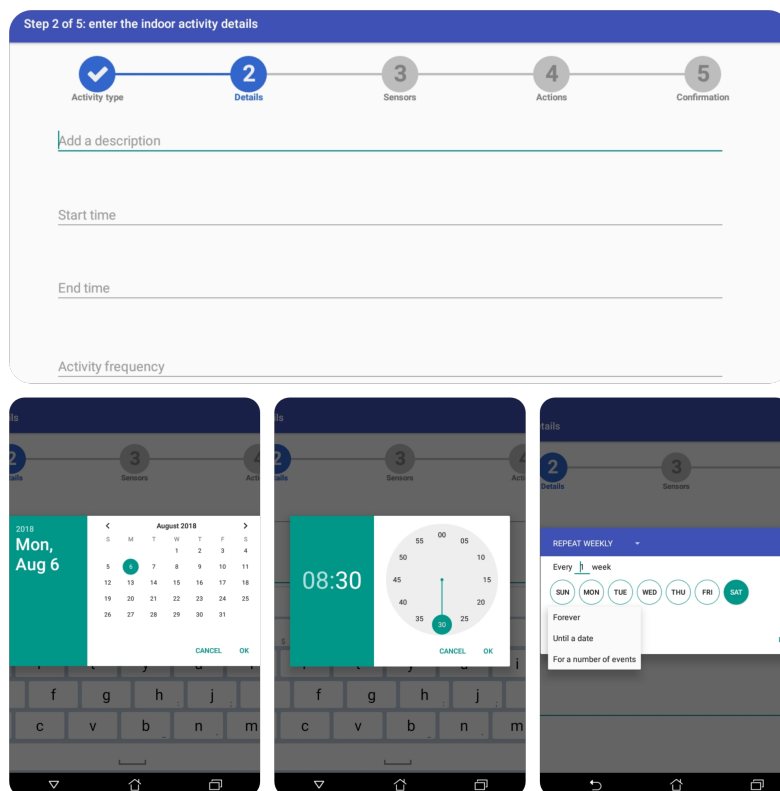 Step 2 of 5: enter the indoor activity details
2 3 4 5
Activity type Details Sensors Actions Confirmation
Add a description
Start time
End time
Activity frequency
ils
2 3 4
Sensors
2018
Mon,
Aug 6
August 2018
S M T W T F S
1 2 3 4
5 6 7 8 9 10 11
12 13 14 15 16 17 18
19 20 21 22 23 24 25
26 27 28 29 30 31
CANCEL OK
f g h j
c v b n m
ils
2 3 4
Sensors
08:30
00 05 10 15 20 25 30 35 40 45 50 55
CANCEL OK
f g h j
c v b n m
tails
2 3
Details Sensors
REPEAT WEEKLY
Every 1 week
SUN MON TUE WED THU FRI SAT
Forever
Until a date
For a number of events